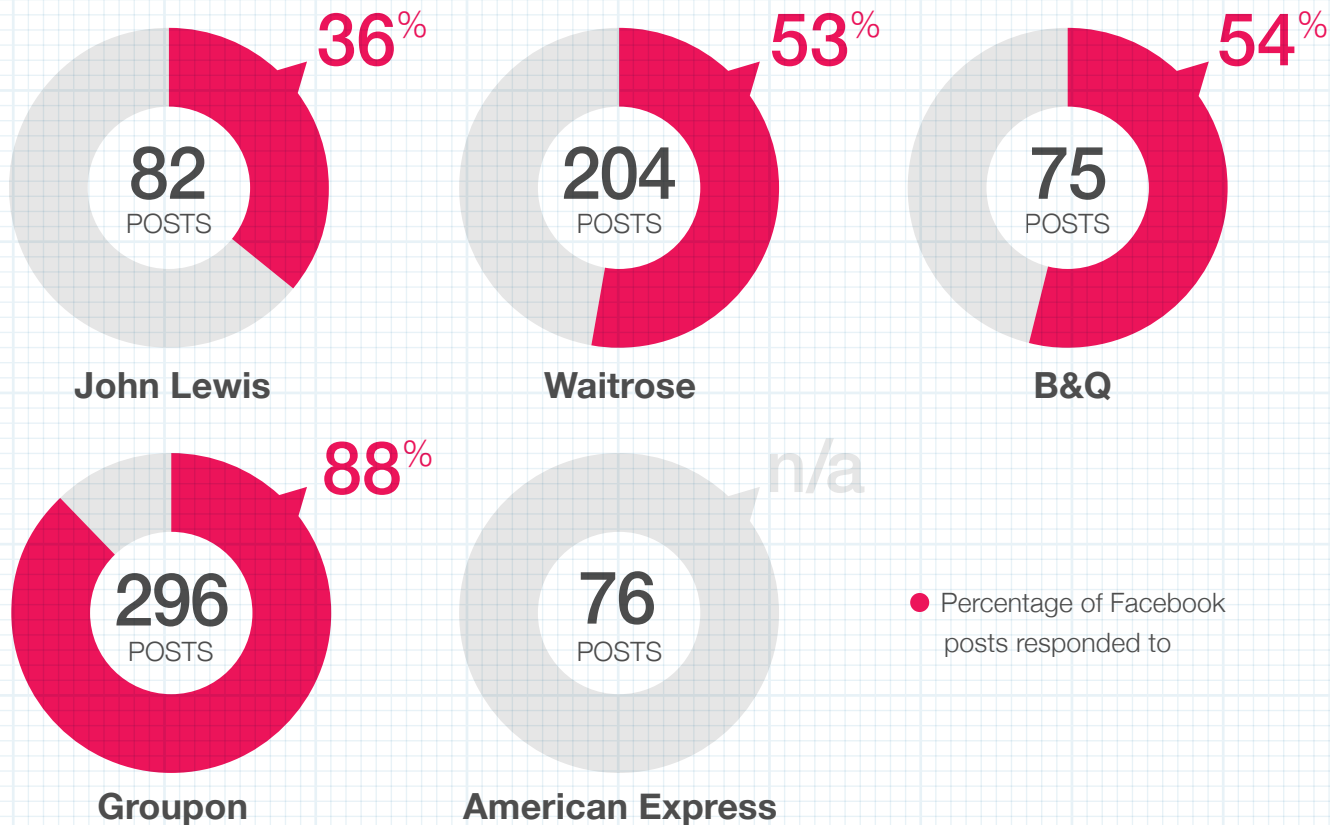 36%
82
POSTS
John Lewis
53%
204
POSTS
Waitrose
54%
75
POSTS
B&Q
88%
296
POSTS
Groupon
n/a
76
POSTS
American Express
Percentage of Facebook
posts responded to